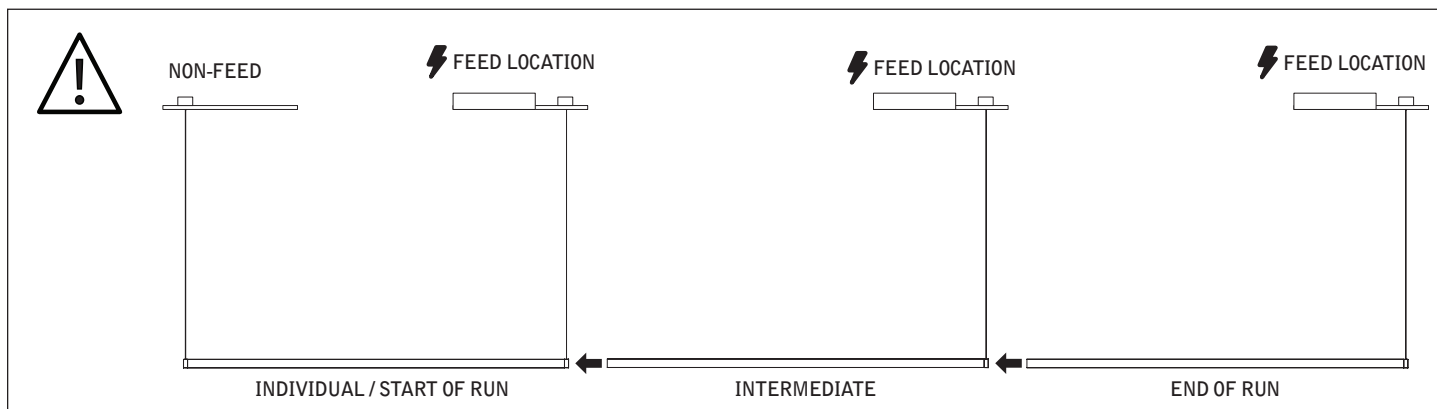 NON-FEED
FEED LOCATION
FEED LOCATION
FEED LOCATION
INDIVIDUAL / START OF RUN
INTERMEDIATE
END OF RUN